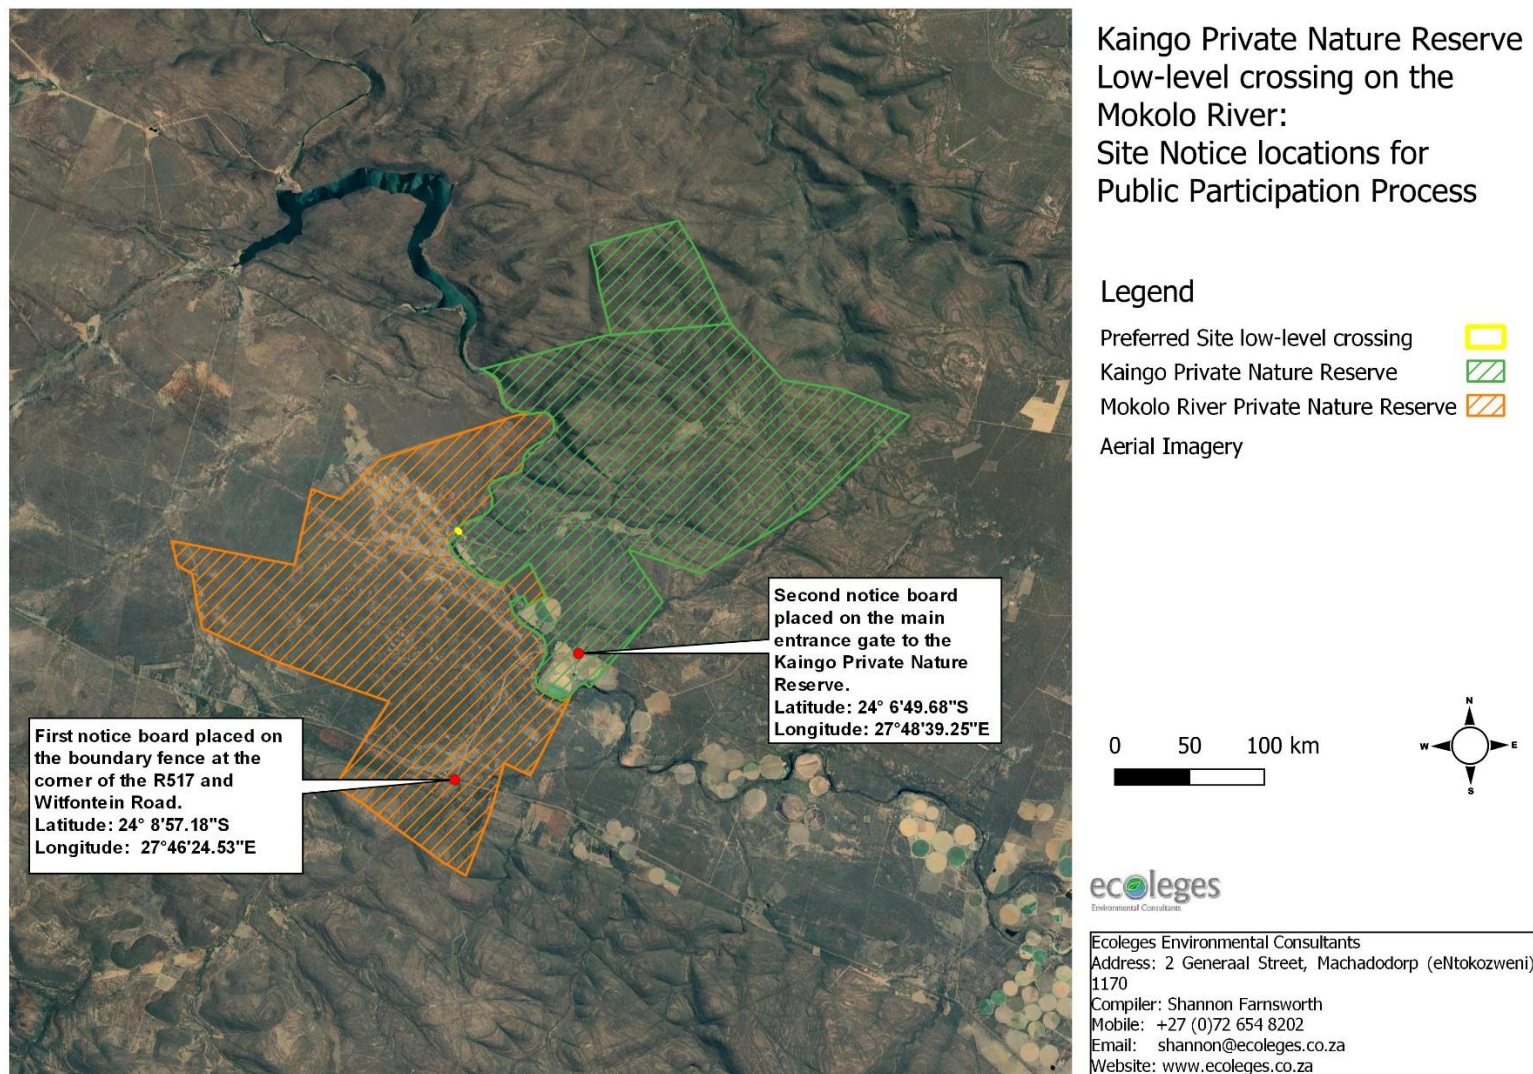 Kaingo Private Nature Reserve
Low-level crossing on the
Mokolo River:
Site Notice locations for
Public Participation Process
Legend
Preferred Site low-level crossing
Kaingo Private Nature Reserve
Mokolo River Private Nature Reserve
Aerial Imagery
Second notice board
placed on the main
entrance gate to the
Kaingo Private Nature
Reserve.
Latitude: 24° 6'49.68"S
Longitude: 27°48'39.25"E
First notice board placed on
the boundary fence at the
corner of the R517 and
Witfontein Road.
Latitude: 24° 8'57.18"S
Longitude: 27°46'24.53"E
0 50 100 km
N
W E
S
ecoleges
Environmental Consultants
Ecoleges Environmental Consultants
Address: 2 Generaal Street, Machadodorp (eNtokozweni)
1170
Compiler: Shannon Farnsworth
Mobile: +27 (0)72 654 8202
Email: shannon@ecoleges.co.za
Website: www.ecoleges.co.za